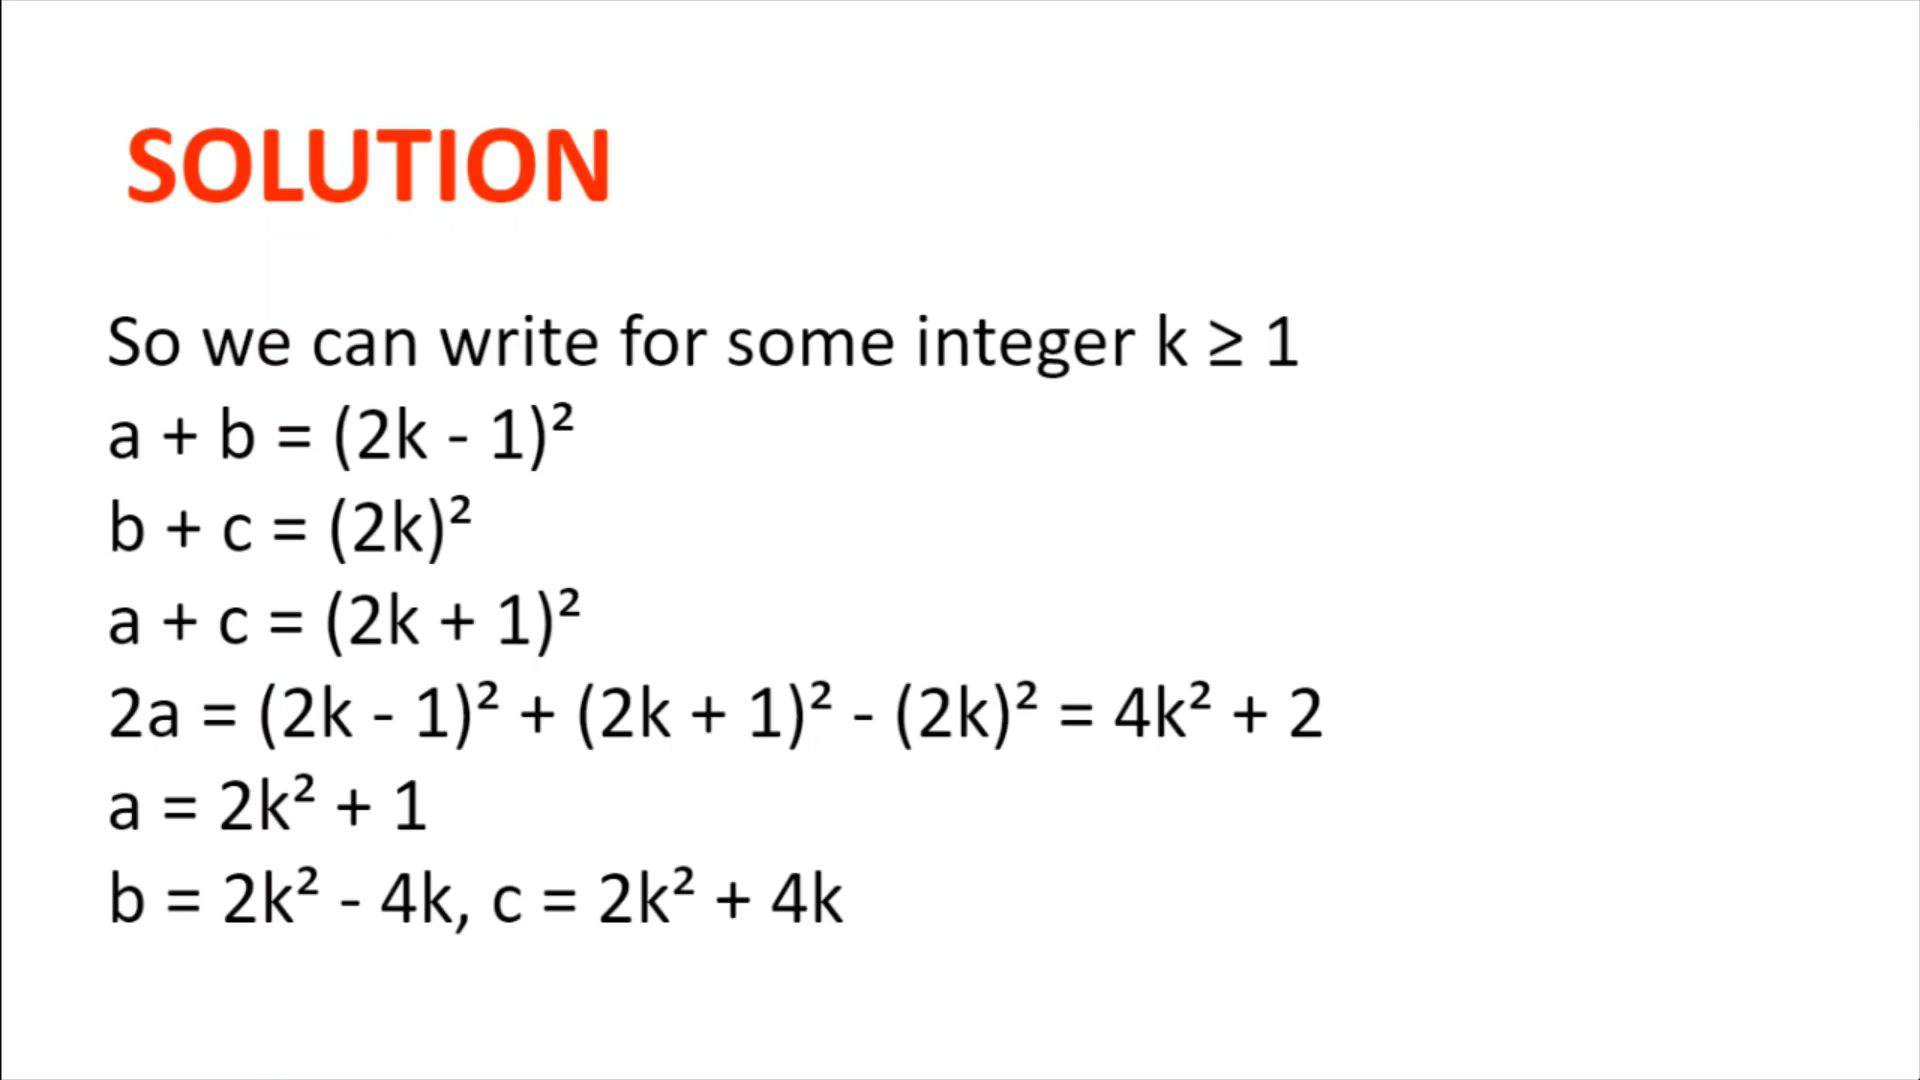 SOLUTION
So we can write for some integer k ≥ 1
a + b = (2k - 1)²
b + c = (2k)²
a + c = (2k + 1)²
2a = (2k - 1)² + (2k + 1)² - (2k)² = 4k² + 2
a = 2k² + 1
b = 2k² - 4k, c = 2k² + 4k